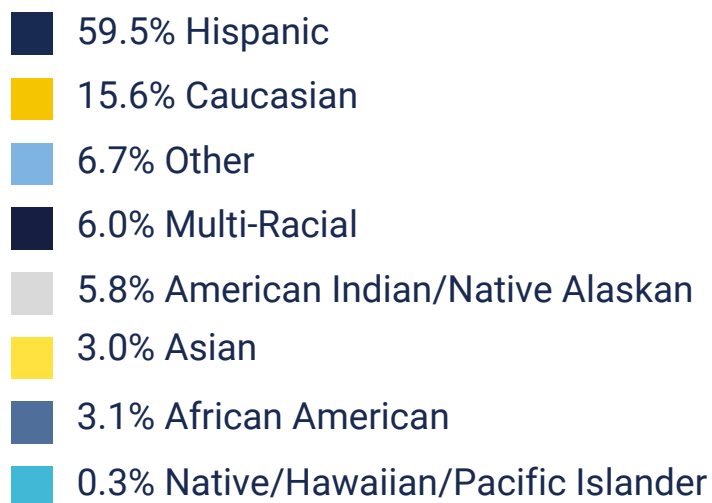 59.5% Hispanic
15.6% Caucasian
6.7% Other
6.0% Multi-Racial
5.8% American Indian/Native Alaskan
3.0% Asian
3.1% African American
0.3% Native/Hawaiian/Pacific Islander